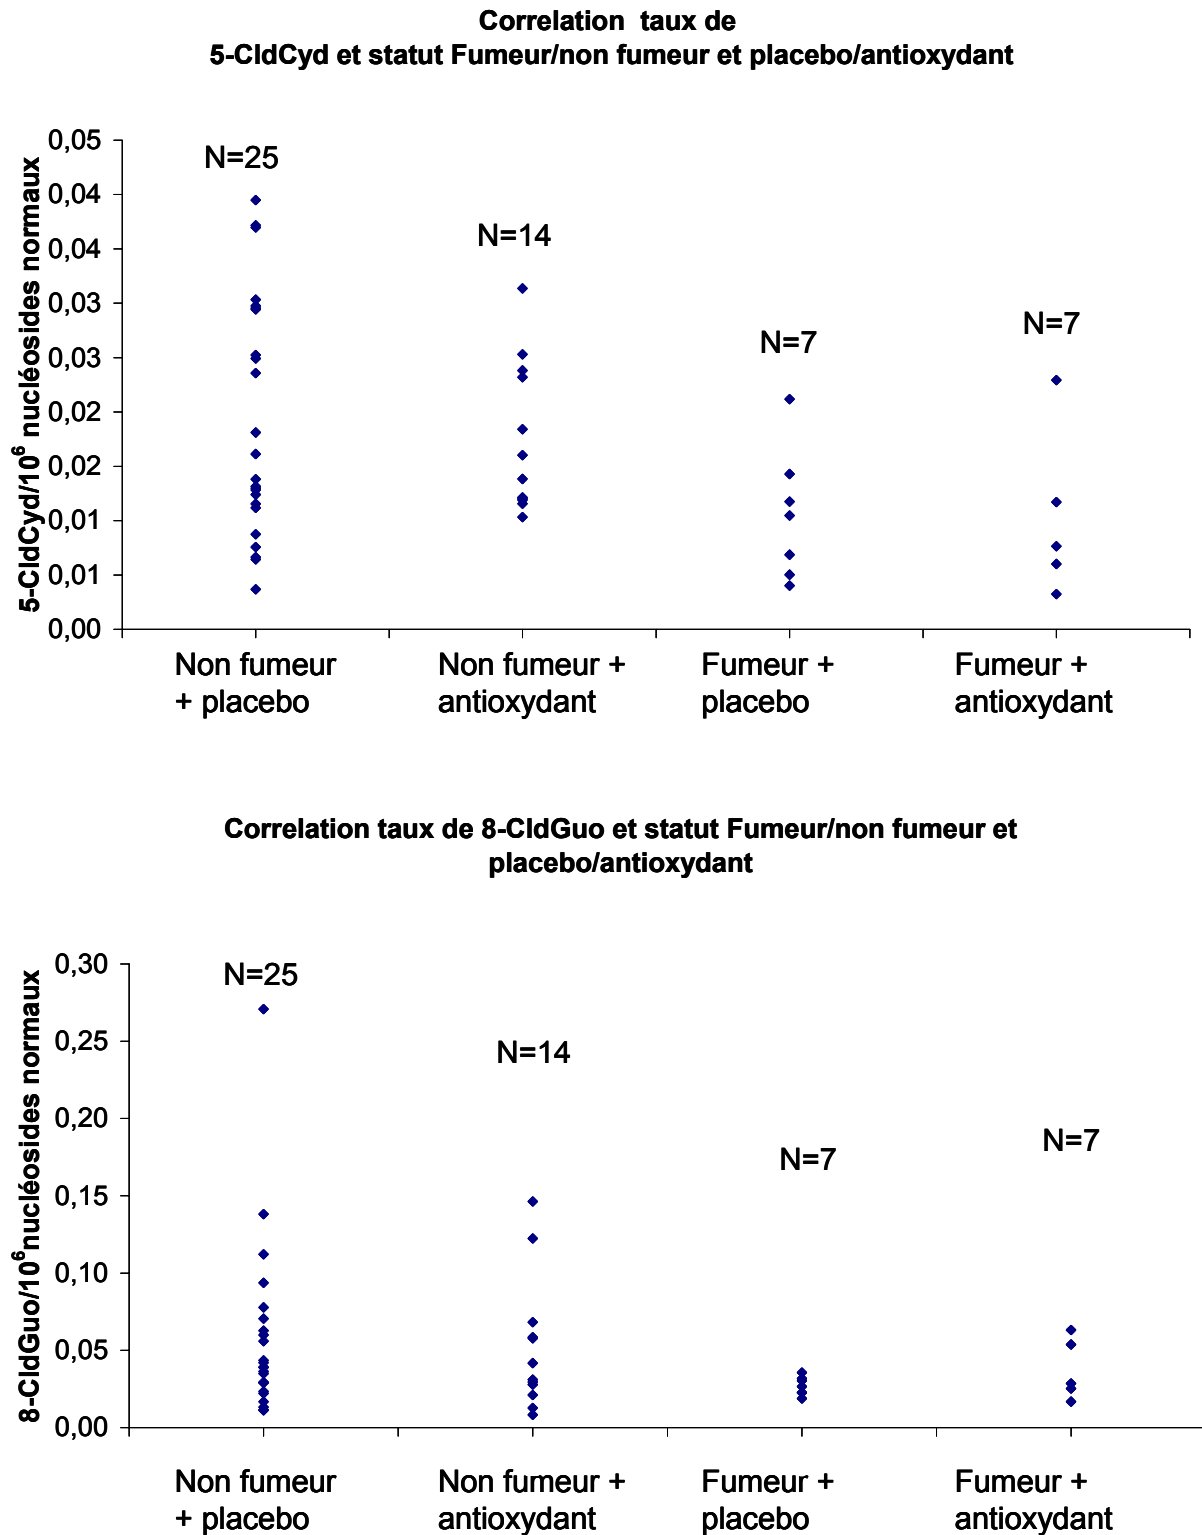 Correlation taux de
5-CldCyd et statut Fumeur/non fumeur et placebo/antioxydant
5-CldCyd/10⁶ nucléosides normaux
0,05
0,04
0,04
0,03
0,03
0,02
0,02
0,01
0,01
0,00
N=25
N=14
N=7
N=7
Non fumeur
+ placebo
Non fumeur +
antioxydant
Fumeur +
placebo
Fumeur +
antioxydant
Correlation taux de 8-CldGuo et statut Fumeur/non fumeur et
placebo/antioxydant
8-CldGuo/10⁶nucléosides normaux
0,30
0,25
0,20
0,15
0,10
0,05
0,00
N=25
N=14
N=7
N=7
Non fumeur
+ placebo
Non fumeur +
antioxydant
Fumeur +
placebo
Fumeur +
antioxydant